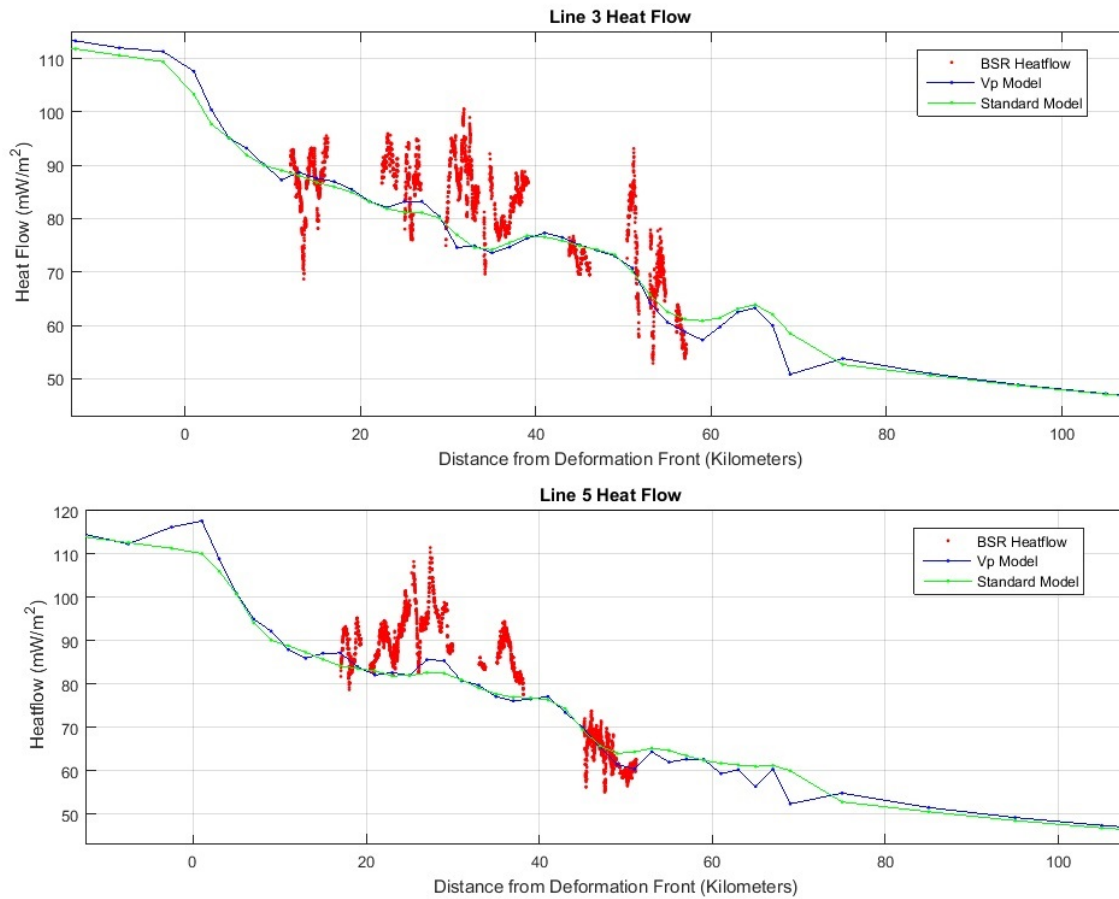 Line 3 Heat Flow
110
100
90
80
70
60
50
Heat Flow (mW/m²)
BSR Heatflow
Vp Model
Standard Model
0 20 40 60 80 100
Distance from Deformation Front (Kilometers)
Line 5 Heat Flow
120
110
100
90
80
70
60
50
Heatflow (mW/m²)
BSR Heatflow
Vp Model
Standard Model
0 20 40 60 80 100
Distance from Deformation Front (Kilometers)